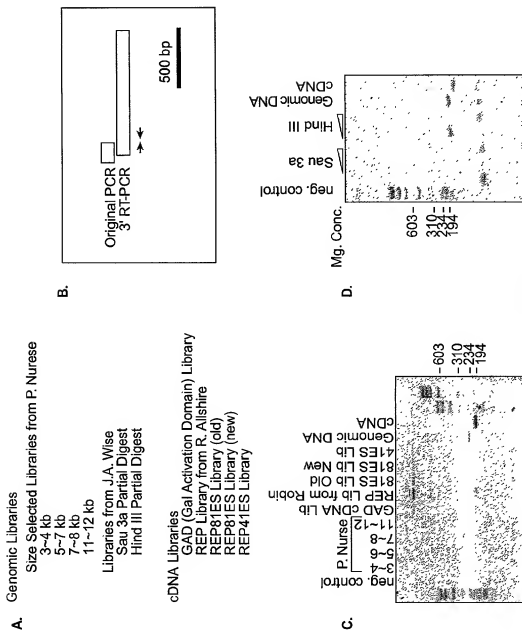 A.
Genomic Libraries
Size Selected Libraries from P. Nurese
3~4 kb
5~7 kb
7~8 kb
11~12 kb
Libraries from J.A. Wise
Sau 3a Partial Digest
Hind III Partial Digest
cDNA Libraries
GAD (Gal Activation Domain) Library
REP Library from R. Allshire
REP81ES Library (old)
REP81ES Library (new)
REP41ES Library
B.
Original PCR
3' RT-PCR
500 bp
C.
neg. control
3~4
5~6
7~8
11~12
P. Nurse
GAD cDNA Lib
REP Lib from Robin
81ES Lib Old
81ES Lib New
41ES Lib
Genomic DNA
cDNA
603
310
234
194
D.
Mg. Conc.
neg. control
Sau 3a
Hind III
Genomic DNA
cDNA
603
310
234
194